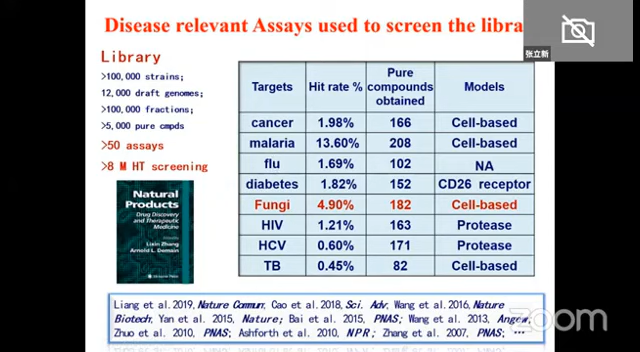 Disease relevant Assays used to screen the libra
张立新
Library
>100,000 strains;
12,000 draft genomes;
>100,000 fractions;
>5,000 pure cmpds
>50 assays
>8 M HT screening
Natural
Products
Drug Discovery
and Therapeutic
Medicine
Lixin Zhang
Arnold L. Demain
Targets Hit rate % Pure compounds obtained Models
cancer 1.98% 166 Cell-based
malaria 13.60% 208 Cell-based
flu 1.69% 102 NA
diabetes 1.82% 152 CD26 receptor
Fungi 4.90% 182 Cell-based
HIV 1.21% 163 Protease
HCV 0.60% 171 Protease
TB 0.45% 82 Cell-based
Liang et al. 2019, Nature Commun, Cao et al. 2018, Sci. Adv, Wang et al. 2016, Nature
Biotech, Yan et al. 2015, Nature; Bai et al. 2015, PNAS; Wang et al. 2013, Angew,
Zhuo et al. 2010, PNAS; Ashforth et al. 2010, NPR; Zhang et al. 2007, PNAS; ...
zoom